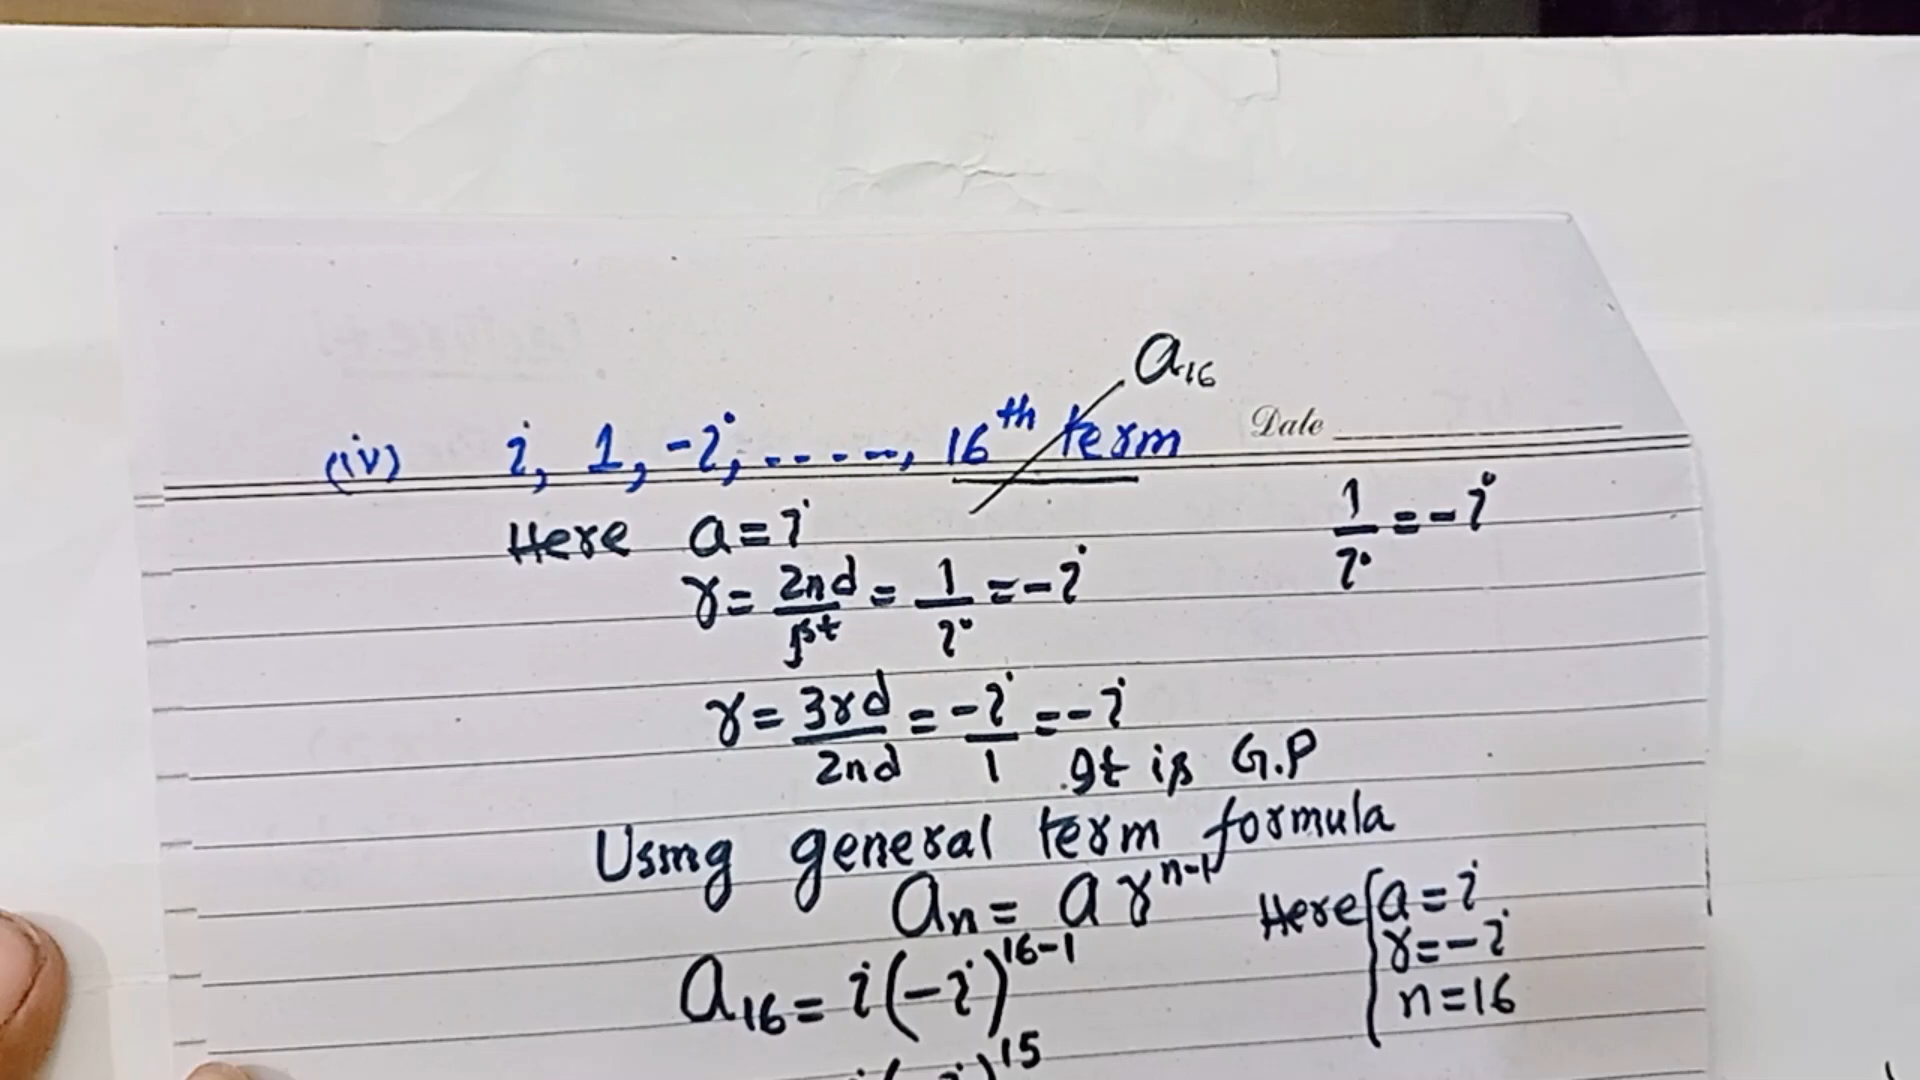 a₁₆
(iv) i, 1, -i, ....., 16th term Date
Here a = i
1/i = -i
r = 2nd/1st = 1/i = -i
r = 3rd/2nd = -i/1 = -i It is G.P
Using general term formula
aₙ = a rⁿ⁻¹ Here a = i
r = -i
n = 16
a₁₆ = i(-i)¹⁶⁻¹
i(-i)¹⁵